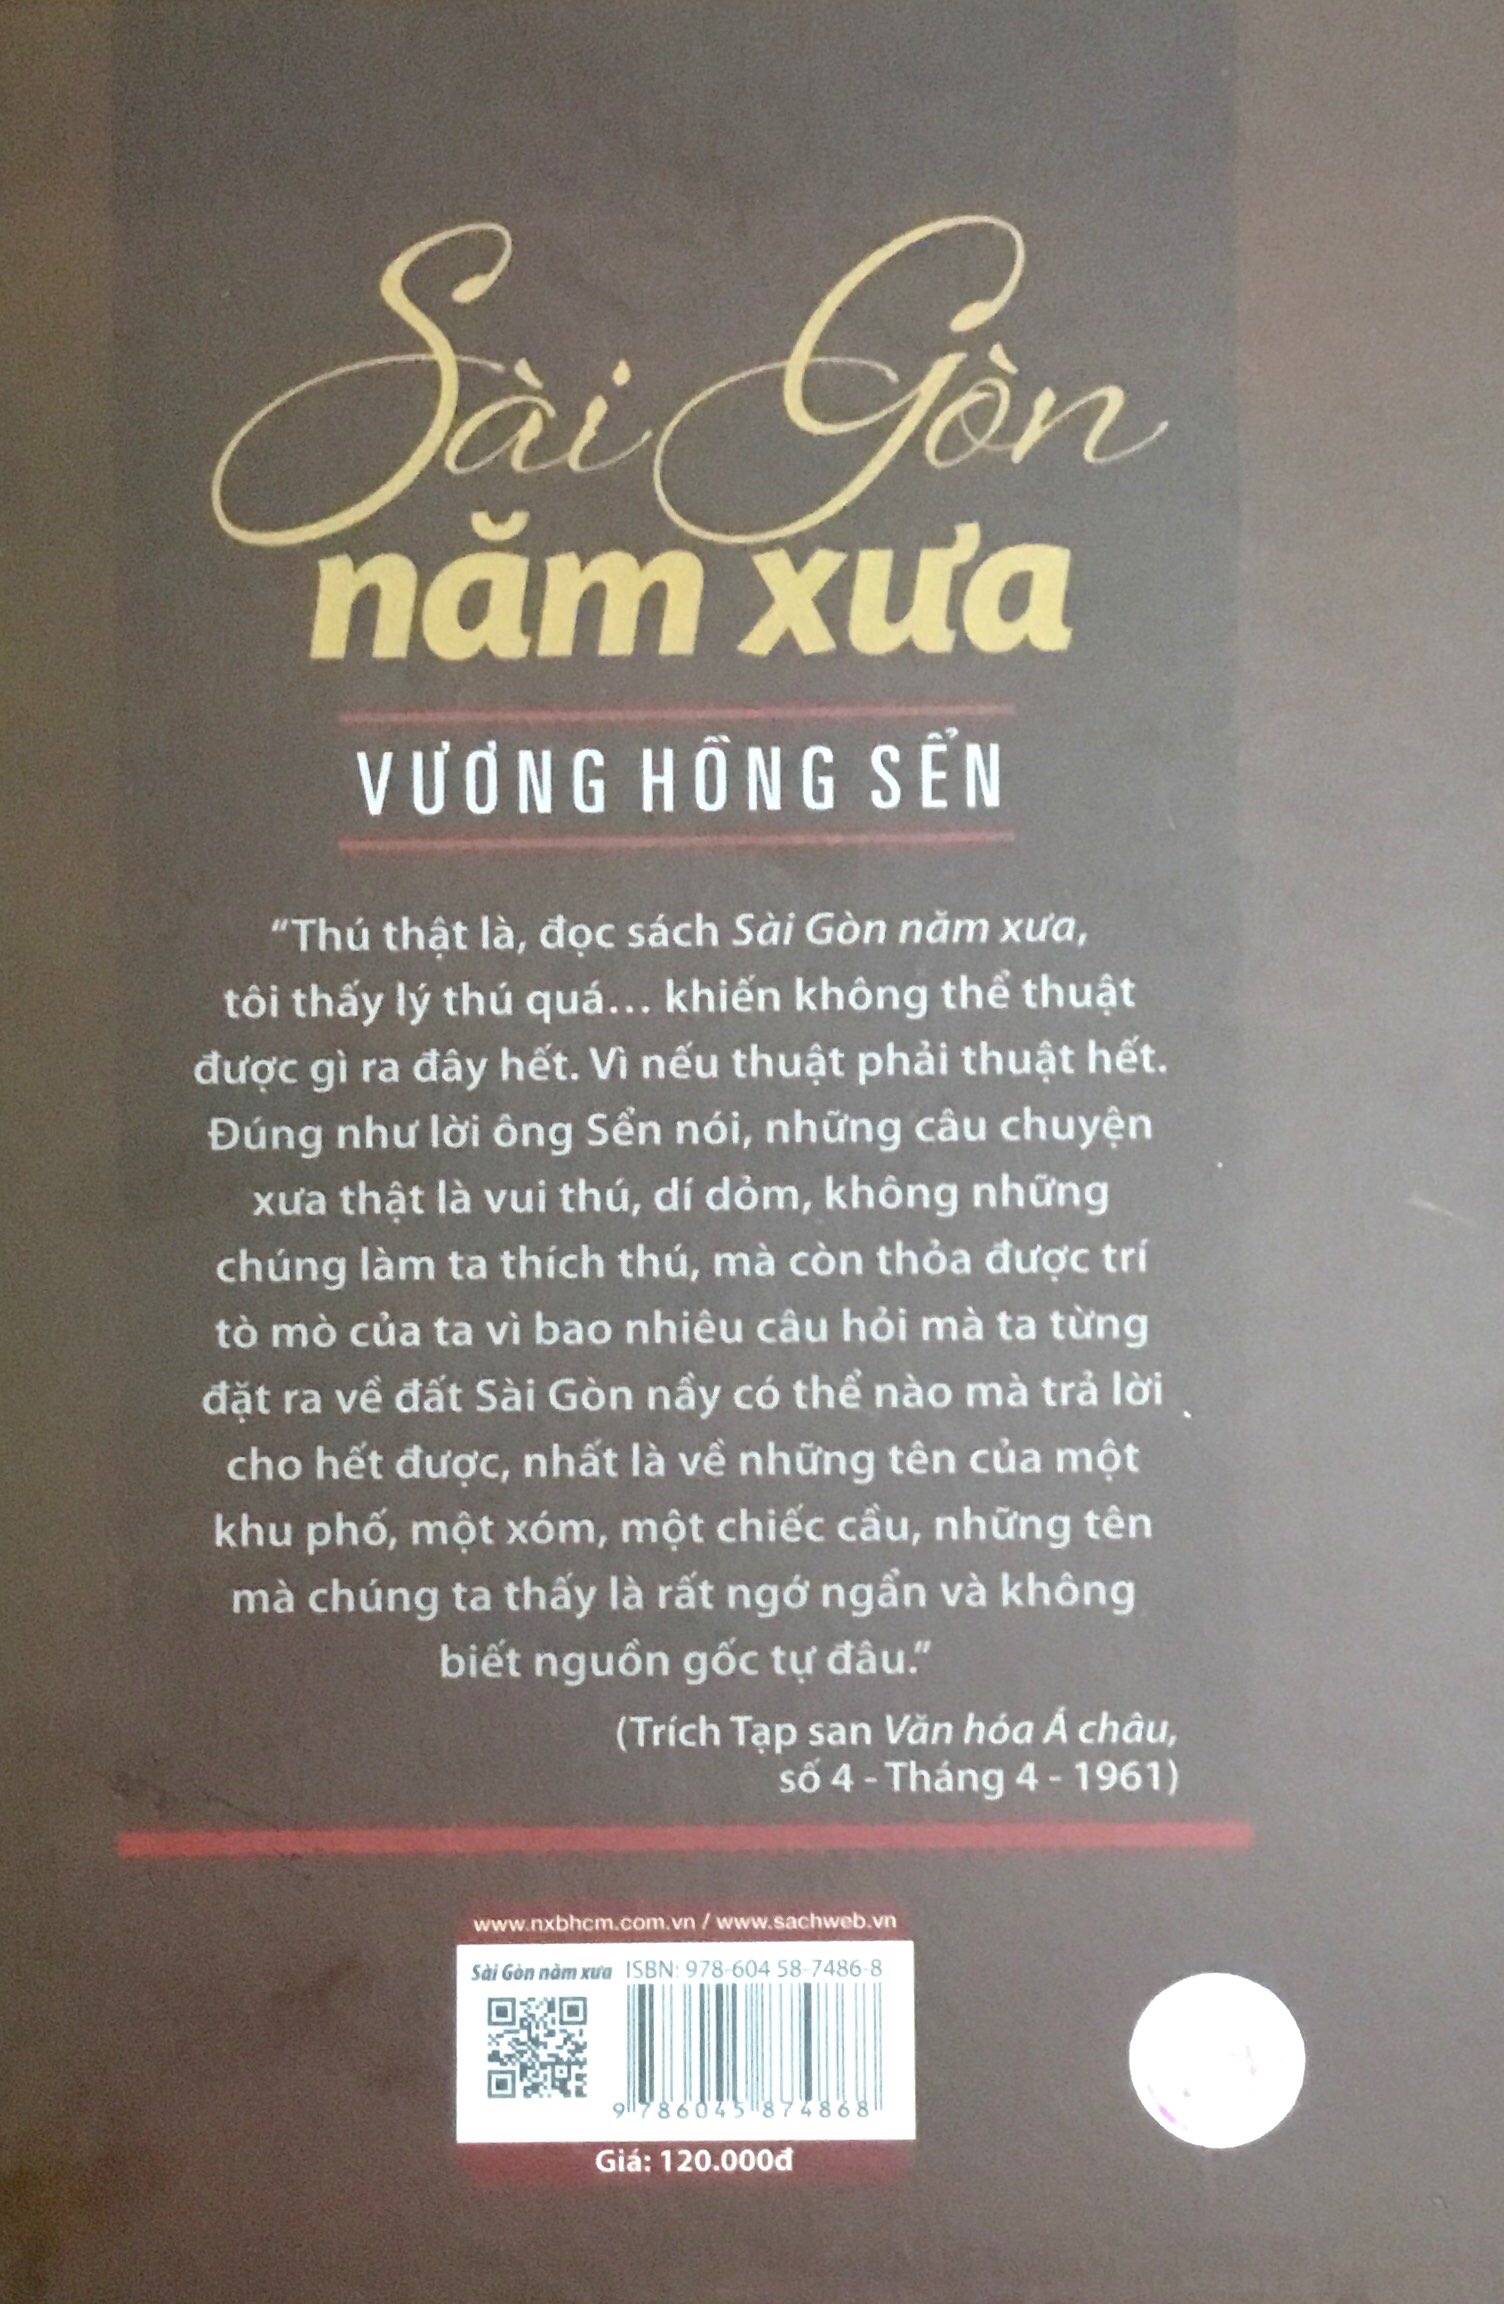 Sài Gòn
năm xưa
VƯƠNG HỒNG SỂN
“Thú thật là, đọc sách Sài Gòn năm xưa,
tôi thấy lý thú quá... khiến không thể thuật
được gì ra đây hết. Vì nếu thuật phải thuật hết.
Đúng như lời ông Sển nói, những câu chuyện
xưa thật là vui thú, dí dỏm, không những
chúng làm ta thích thú, mà còn thỏa được trí
tò mò của ta vì bao nhiêu câu hỏi mà ta từng
đặt ra về đất Sài Gòn nầy có thể nào mà trả lời
cho hết được, nhất là về những tên của một
khu phố, một xóm, một chiếc cầu, những tên
mà chúng ta thấy là rất ngớ ngẩn và không
biết nguồn gốc tự đâu.”
(Trích Tạp san Văn hóa Á châu,
số 4 - Tháng 4 - 1961)
www.nxbhcm.com.vn / www.sachweb.vn
Sài Gòn năm xưa ISBN: 978-604 58-7486-8
9 786045 874868
Giá: 120.000đ